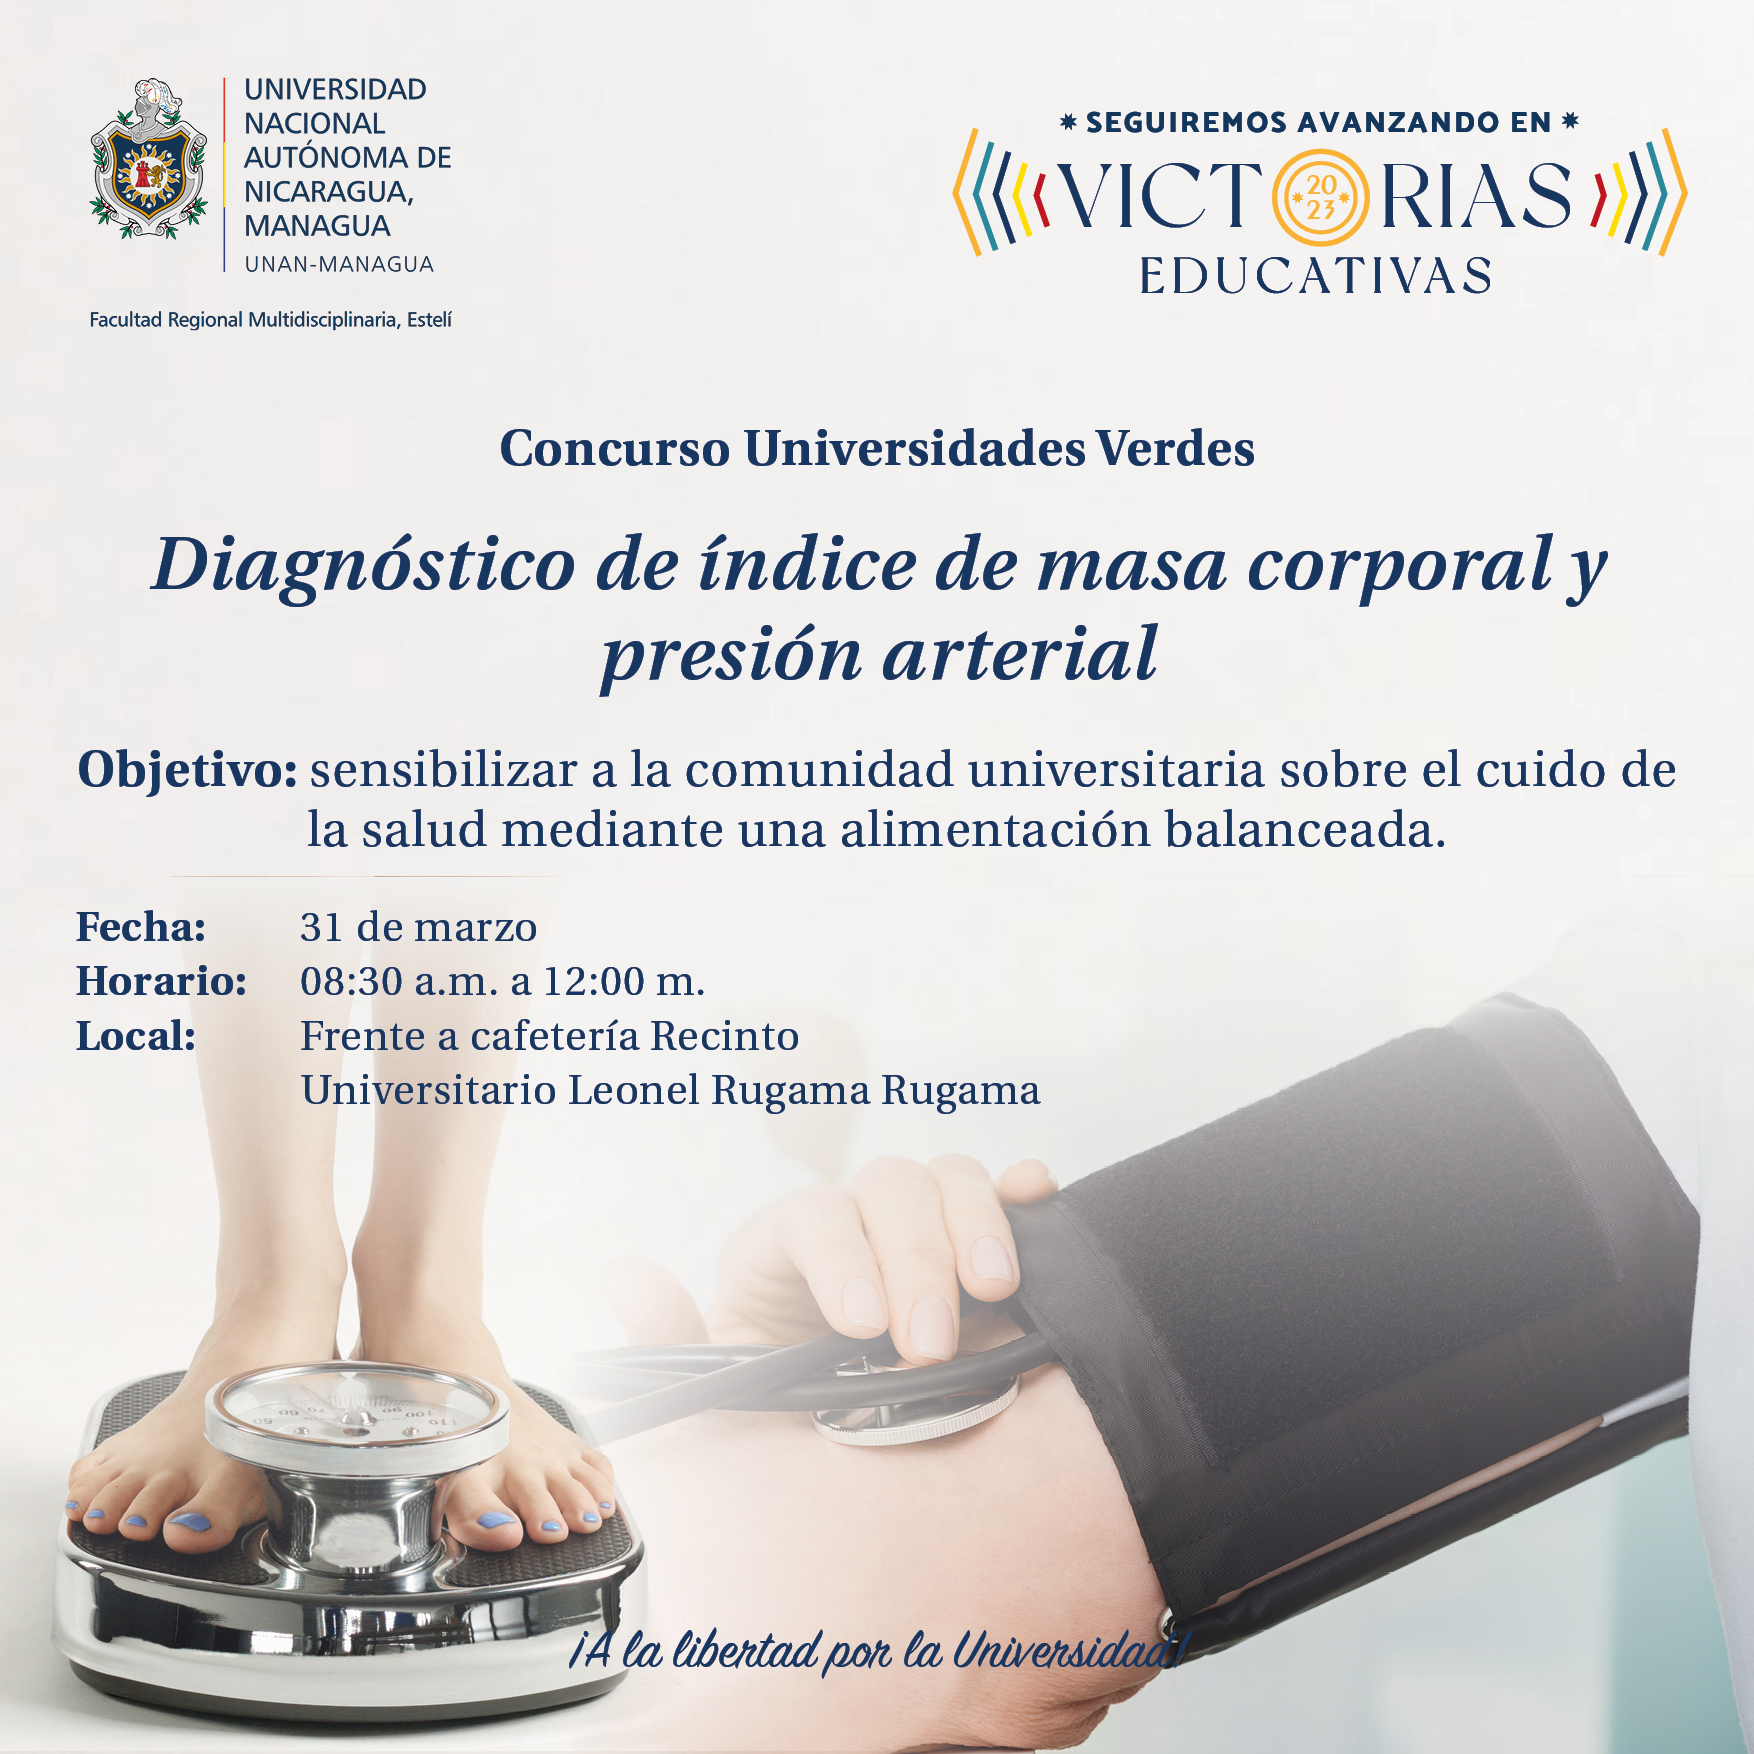 UNIVERSIDAD
NACIONAL
AUTÓNOMA DE
NICARAGUA,
MANAGUA
UNAN-MANAGUA
Facultad Regional Multidisciplinaria, Estelí
SEGUIREMOS AVANZANDO EN
VICTORIAS
20
23
EDUCATIVAS
Concurso Universidades Verdes
Diagnóstico de índice de masa corporal y
presión arterial
Objetivo: sensibilizar a la comunidad universitaria sobre el cuido de
la salud mediante una alimentación balanceada.
Fecha: 31 de marzo
Horario: 08:30 a.m. a 12:00 m.
Local: Frente a cafetería Recinto
Universitario Leonel Rugama Rugama
¡A la libertad por la Universidad!